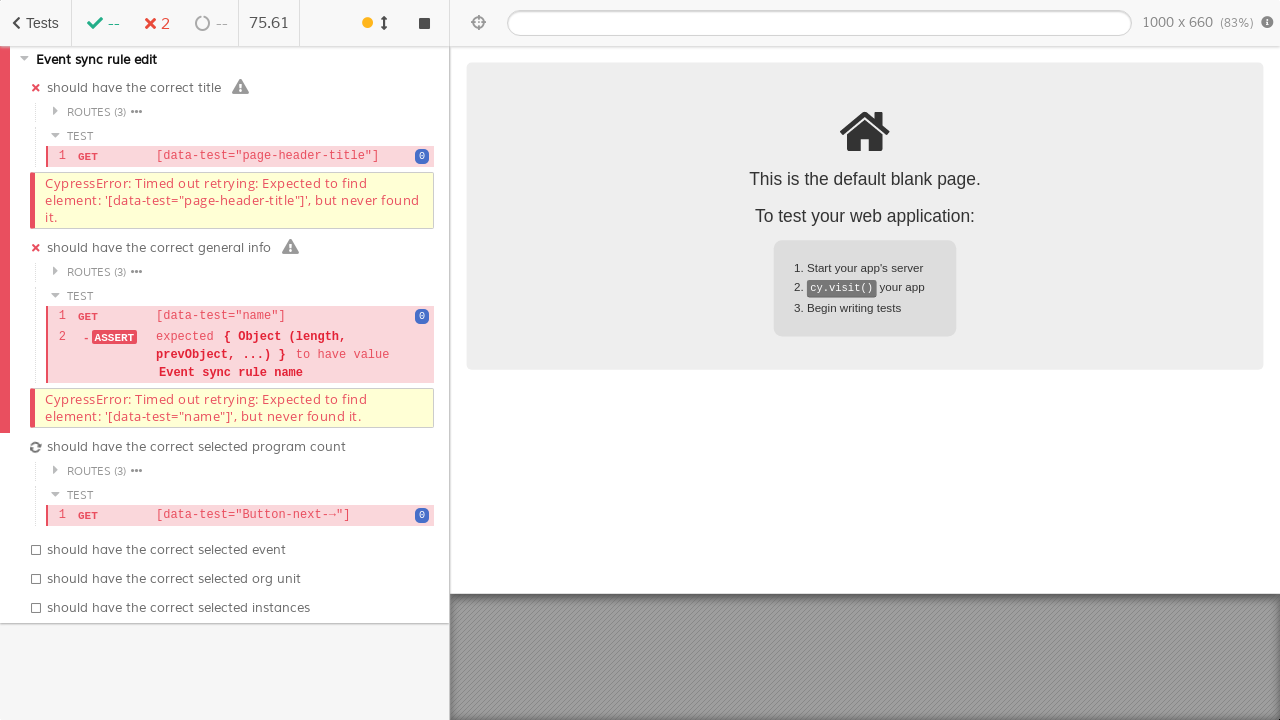 Tests -- 2 -- 75.61
1000 x 660 (83%)
Event sync rule edit
should have the correct title
ROUTES (3)
TEST
1 GET [data-test="page-header-title"] 0
CypressError: Timed out retrying: Expected to find
element: '[data-test="page-header-title"]', but never found
it.
should have the correct general info
ROUTES (3)
TEST
1 GET [data-test="name"] 0
2 -ASSERT expected { Object (length,
prevObject, ...) } to have value
Event sync rule name
CypressError: Timed out retrying: Expected to find
element: '[data-test="name"]', but never found it.
should have the correct selected program count
ROUTES (3)
TEST
1 GET [data-test="Button-next-→"] 0
should have the correct selected event
should have the correct selected org unit
should have the correct selected instances
This is the default blank page.
To test your web application:
1. Start your app's server
2. cy.visit() your app
3. Begin writing tests